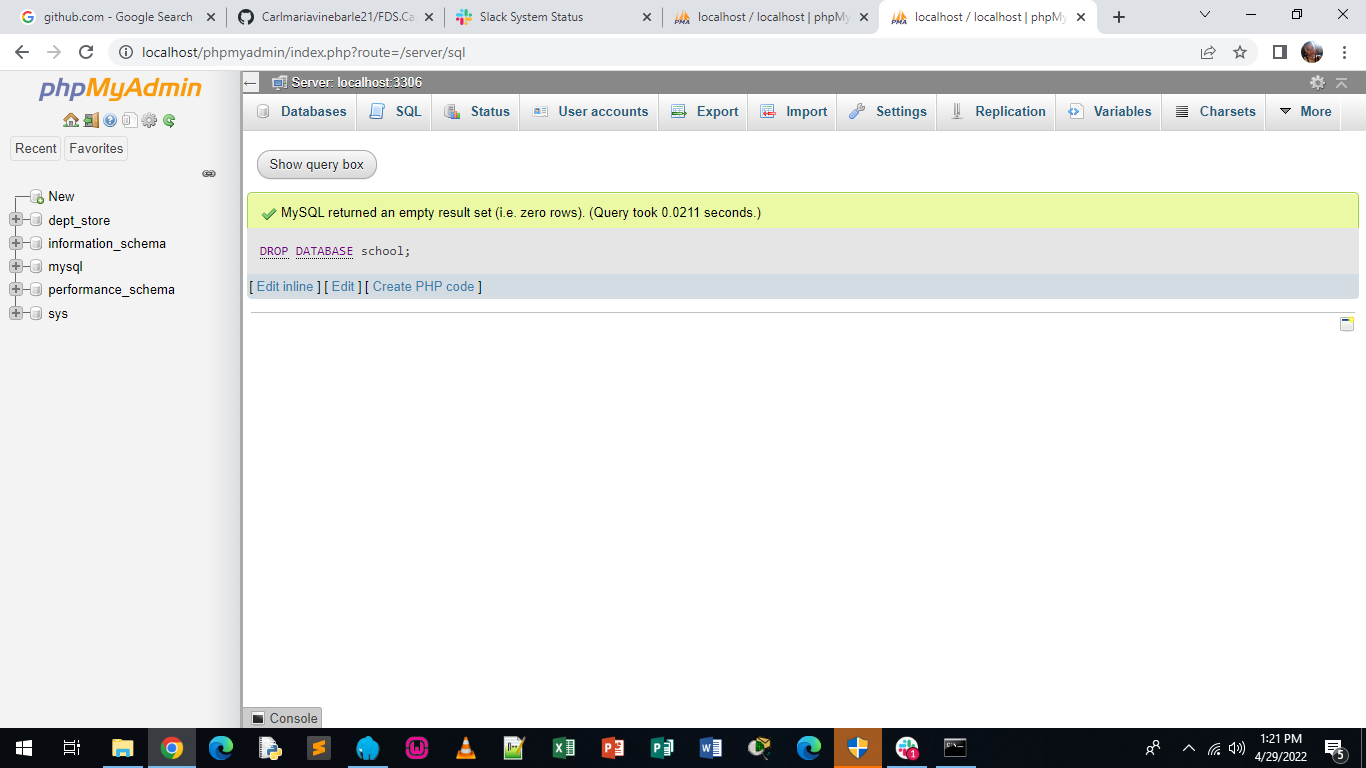 github.com - Google Search
Carlmariavinebarle21/FDS.Ca
Slack System Status
localhost / localhost | phpMy
localhost / localhost | phpMy
localhost/phpmyadmin/index.php?route=/server/sql
phpMyAdmin
Recent
Favorites
New
dept_store
information_schema
mysql
performance_schema
sys
Server: localhost:3306
Databases
SQL
Status
User accounts
Export
Import
Settings
Replication
Variables
Charsets
More
Show query box
MySQL returned an empty result set (i.e. zero rows). (Query took 0.0211 seconds.)
DROP DATABASE school;
[ Edit inline ] [ Edit ] [ Create PHP code ]
Console
1:21 PM
4/29/2022
5
1